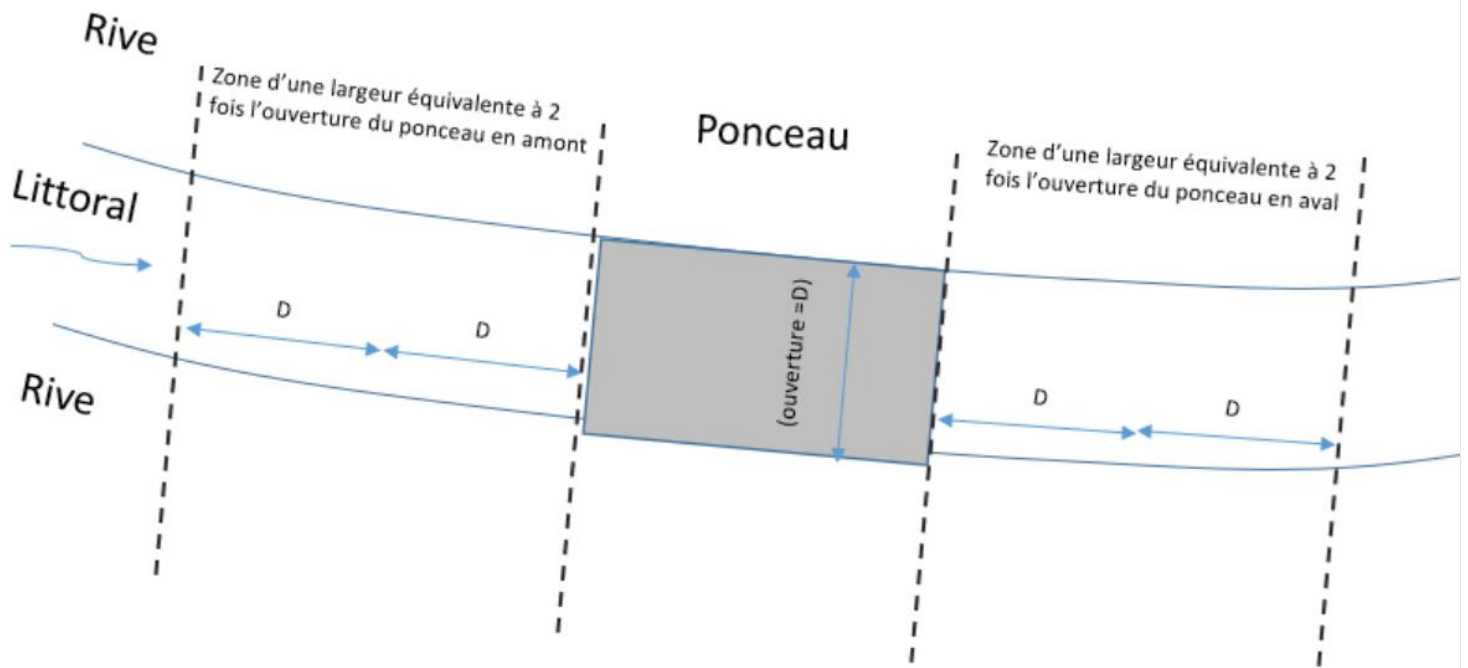 Rive
Zone d'une largeur équivalente à 2
fois l'ouverture du ponceau en amont
Ponceau
Zone d'une largeur équivalente à 2
fois l'ouverture du ponceau en aval
Littoral
D
D
(ouverture =D)
D
D
Rive